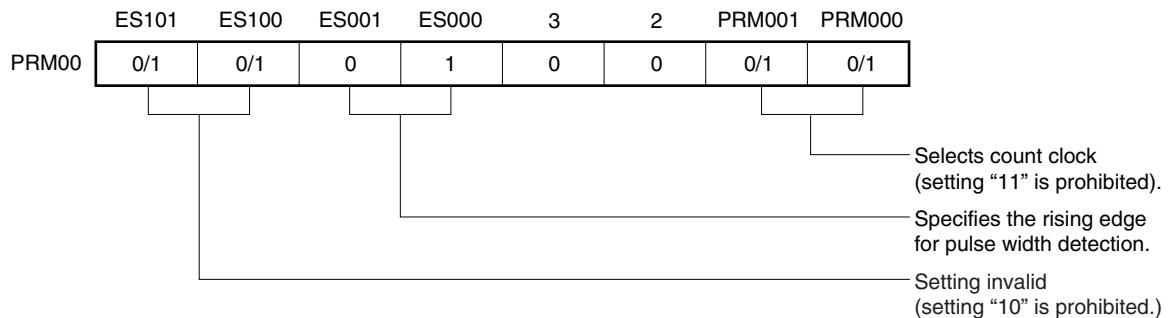 ES101 ES100 ES001 ES000 3 2 PRM001 PRM000
PRM00 0/1 0/1 0 1 0 0 0/1 0/1
Selects count clock
(setting “11” is prohibited).
Specifies the rising edge
for pulse width detection.
Setting invalid
(setting “10” is prohibited.)